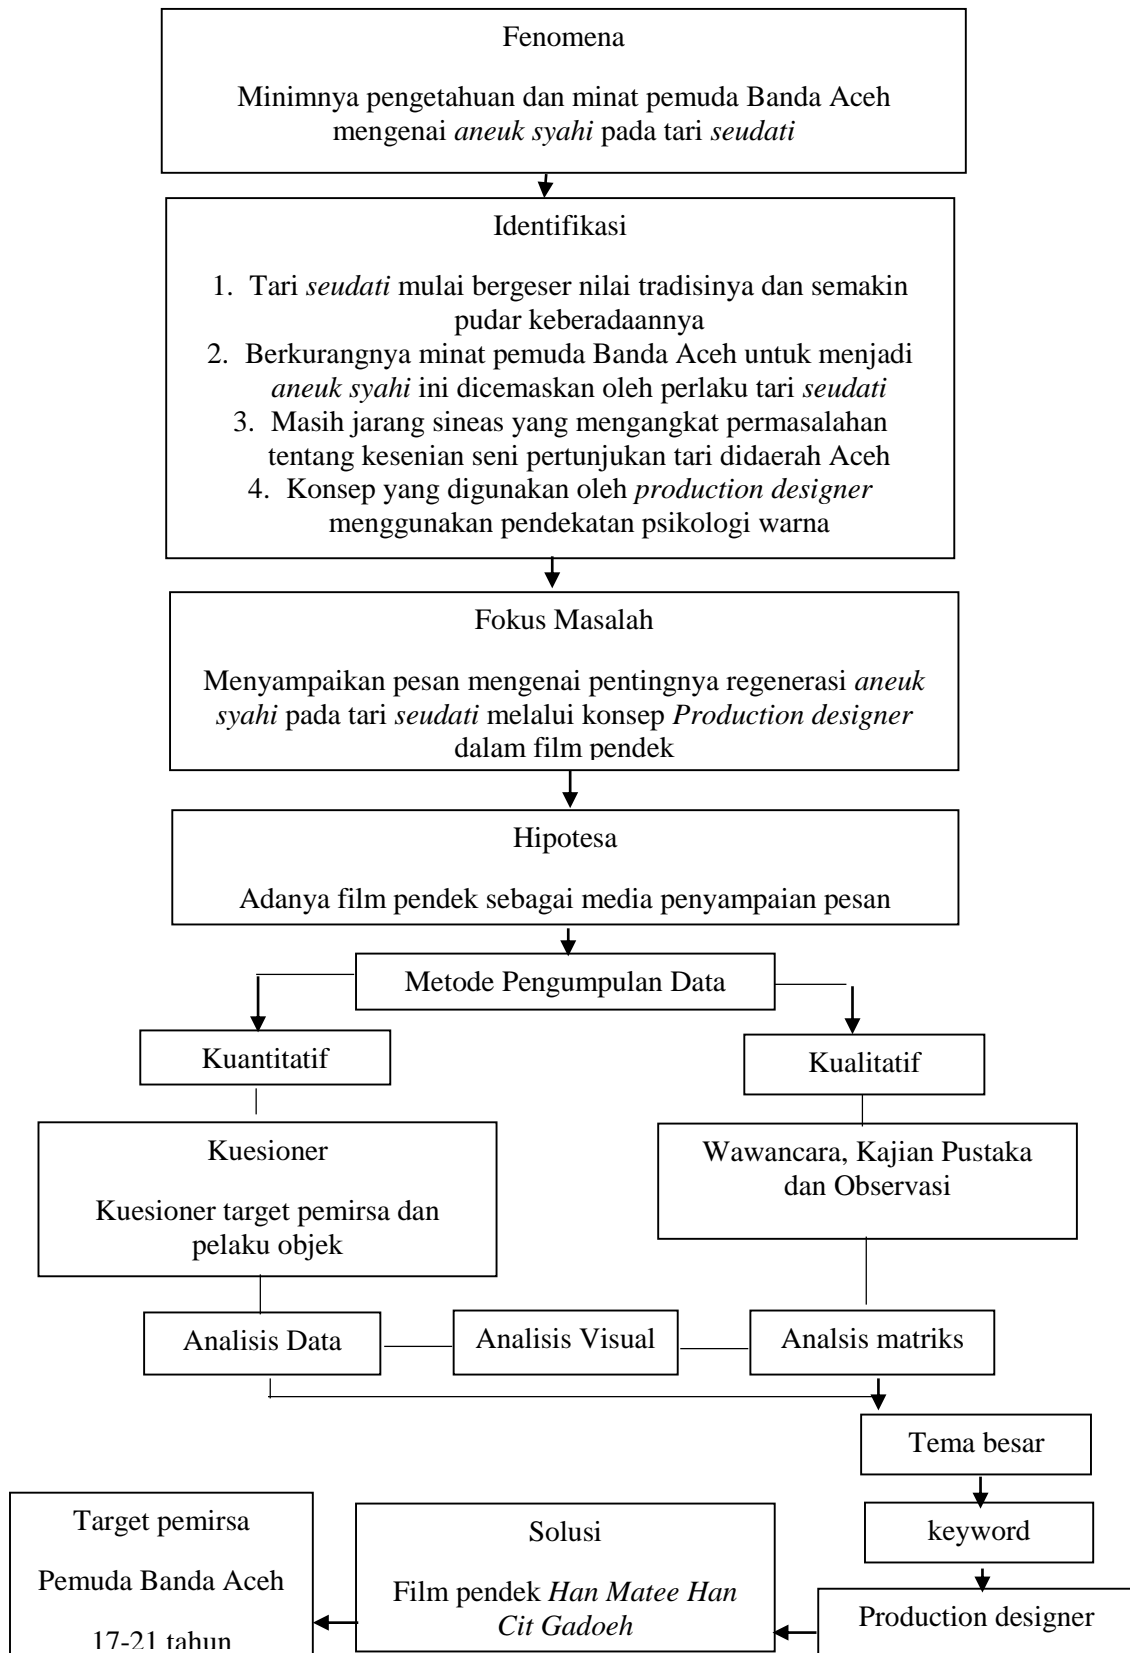 Fenomena
Minimnya pengetahuan dan minat pemuda Banda Aceh
mengenai aneuk syahi pada tari seudati
Identifikasi
1. Tari seudati mulai bergeser nilai tradisinya dan semakin
pudar keberadaannya
2. Berkurangnya minat pemuda Banda Aceh untuk menjadi
aneuk syahi ini dicemaskan oleh perlaku tari seudati
3. Masih jarang sineas yang mengangkat permasalahan
tentang kesenian seni pertunjukan tari didaerah Aceh
4. Konsep yang digunakan oleh production designer
menggunakan pendekatan psikologi warna
Fokus Masalah
Menyampaikan pesan mengenai pentingnya regenerasi aneuk
syahi pada tari seudati melalui konsep Production designer
dalam film pendek
Hipotesa
Adanya film pendek sebagai media penyampaian pesan
Metode Pengumpulan Data
Kuantitatif
Kualitatif
Kuesioner
Kuesioner target pemirsa dan
pelaku objek
Wawancara, Kajian Pustaka
dan Observasi
Analisis Data
Analisis Visual
Analsis matriks
Tema besar
keyword
Production designer
Solusi
Film pendek Han Matee Han
Cit Gadoeh
Target pemirsa
Pemuda Banda Aceh
17-21 tahun